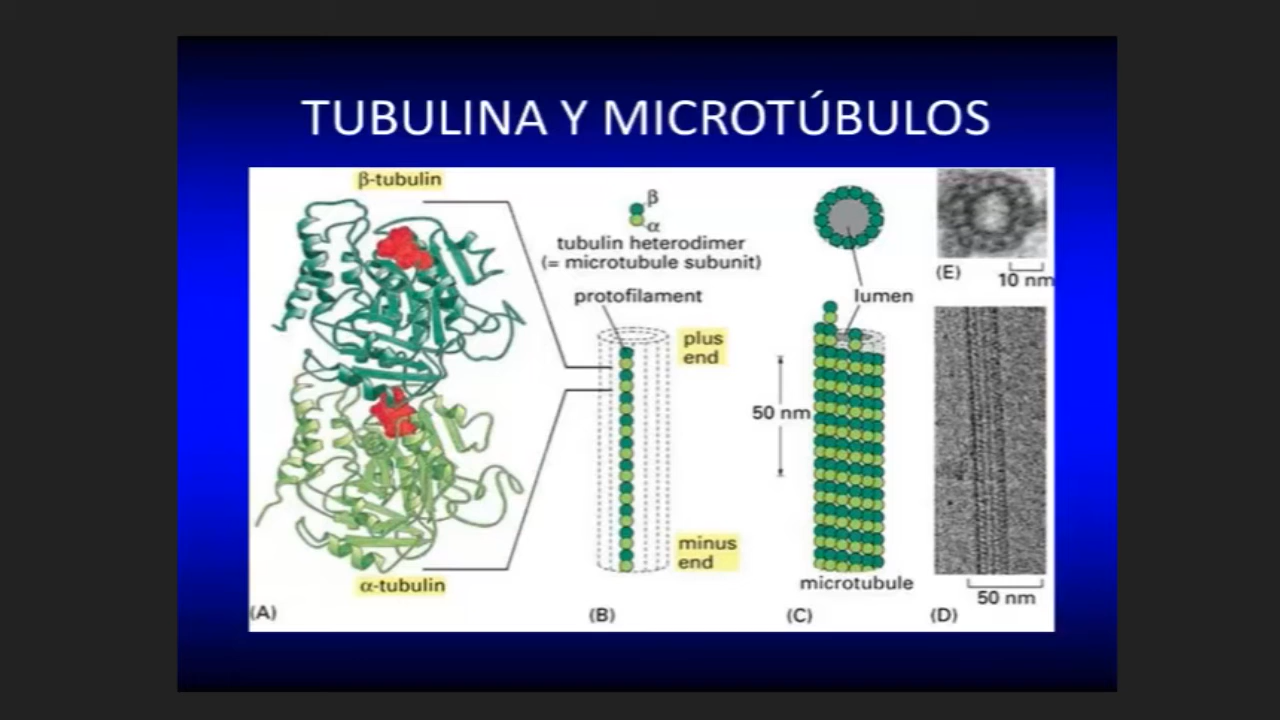 TUBULINA Y MICROTÚBULOS
β-tubulin
α-tubulin
(A)
β
α
tubulin heterodimer
(= microtubule subunit)
protofilament
plus
end
minus
end
(B)
lumen
50 nm
microtubule
(C)
(E)
10 nm
50 nm
(D)